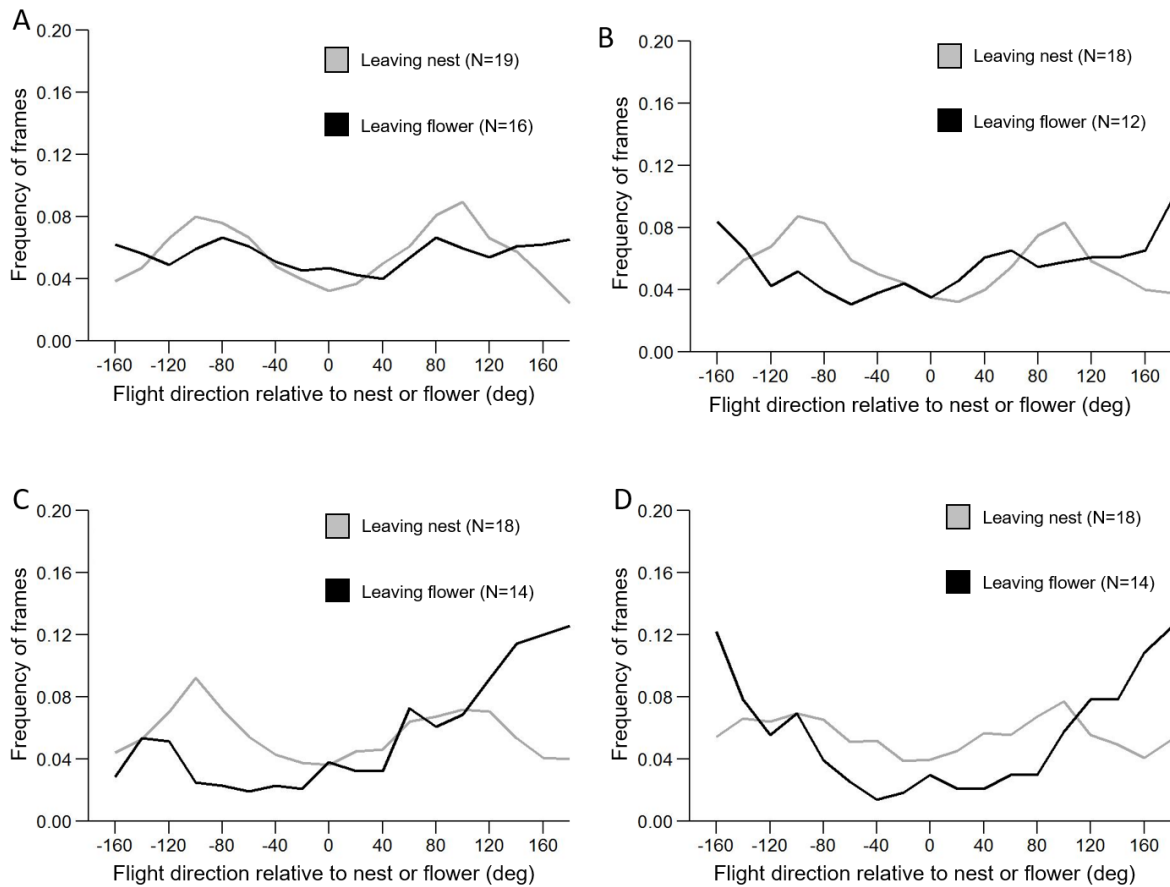 A
0.20
0.16
0.12
0.08
0.04
0.00
Frequency of frames
Leaving nest (N=19)
Leaving flower (N=16)
-160 -120 -80 -40 0 40 80 120 160
Flight direction relative to nest or flower (deg)
B
0.20
0.16
0.12
0.08
0.04
0.00
Frequency of frames
Leaving nest (N=18)
Leaving flower (N=12)
-160 -120 -80 -40 0 40 80 120 160
Flight direction relative to nest or flower (deg)
C
0.20
0.16
0.12
0.08
0.04
0.00
Frequency of frames
Leaving nest (N=18)
Leaving flower (N=14)
-160 -120 -80 -40 0 40 80 120 160
Flight direction relative to nest or flower (deg)
D
0.20
0.16
0.12
0.08
0.04
0.00
Frequency of frames
Leaving nest (N=18)
Leaving flower (N=14)
-160 -120 -80 -40 0 40 80 120 160
Flight direction relative to nest or flower (deg)